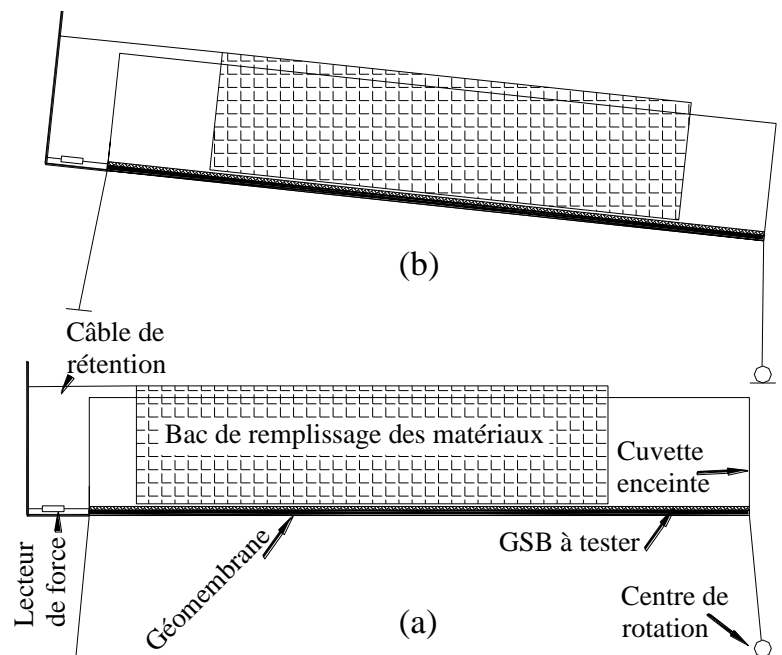 (b)
Câble de
rétention
Bac de remplissage des matériaux
Cuvette
enceinte
Lecteur
de force
Géomembrane
GSB à tester
Centre de
rotation
(a)